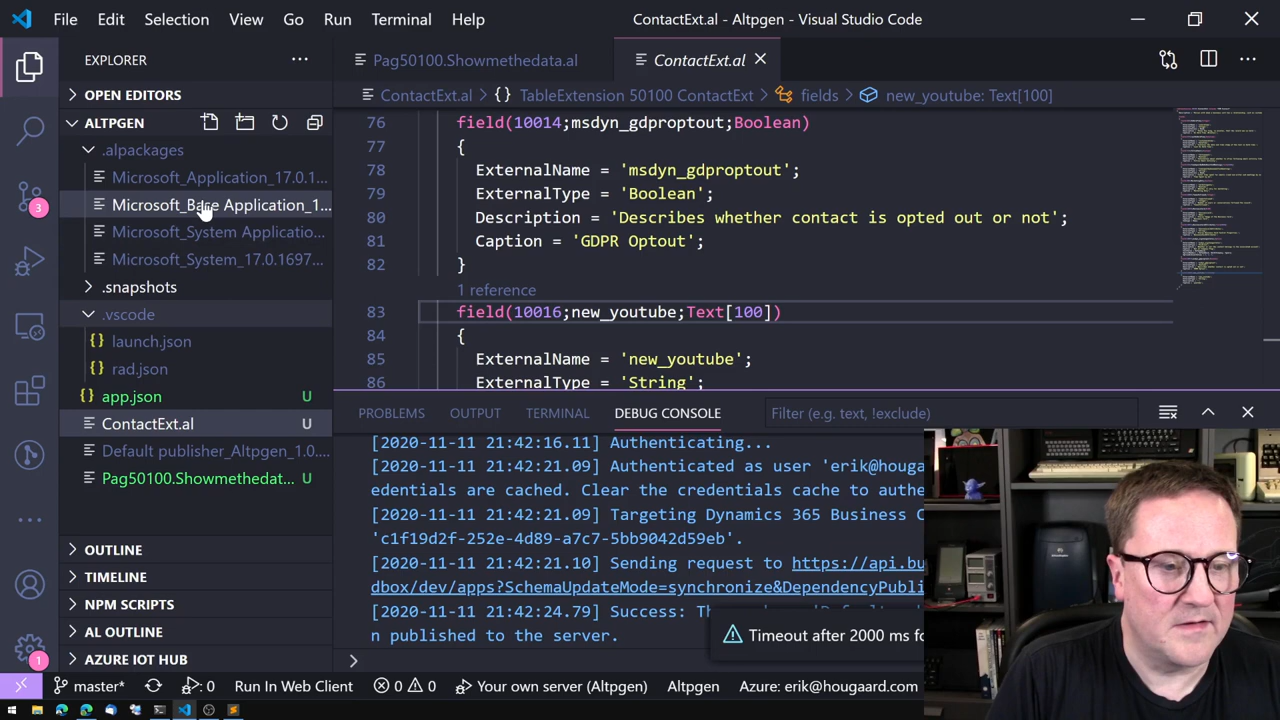 File Edit Selection View Go Run Terminal Help ContactExt.al - Altpgen - Visual Studio Code
EXPLORER
OPEN EDITORS
ALTPGEN
.alpackages
Microsoft_Application_17.0.1...
Microsoft_Base Application_1...
Microsoft_System Applicatio...
Microsoft_System_17.0.1697...
.snapshots
.vscode
launch.json
rad.json
app.json U
ContactExt.al U
Default publisher_Altpgen_1.0....
Pag50100.Showmethedat... U
OUTLINE
TIMELINE
NPM SCRIPTS
AL OUTLINE
AZURE IOT HUB
3
1
Pag50100.Showmethedata.al ContactExt.al
ContactExt.al > {} TableExtension 50100 ContactExt > fields > new_youtube: Text[100]
76 field(10014;msdyn_gdproptout;Boolean)
77 {
78 ExternalName = 'msdyn_gdproptout';
79 ExternalType = 'Boolean';
80 Description = 'Describes whether contact is opted out or not';
81 Caption = 'GDPR Optout';
82 }
1 reference
83 field(10016;new_youtube;Text[100])
84 {
85 ExternalName = 'new_youtube';
86 ExternalType = 'String';
PROBLEMS OUTPUT TERMINAL DEBUG CONSOLE Filter (e.g. text, !exclude)
[2020-11-11 21:42:16.11] Authenticating...
[2020-11-11 21:42:21.09] Authenticated as user 'erik@houga
edentials are cached. Clear the credentials cache to authe
[2020-11-11 21:42:21.09] Targeting Dynamics 365 Business C
'c1f19d2f-252e-4d89-a7c7-5bb9042d59eb'.
[2020-11-11 21:42:21.10] Sending request to https://api.bu
dbox/dev/apps?SchemaUpdateMode=synchronize&DependencyPubli
[2020-11-11 21:42:24.79] Success: Th
n published to the server.
Timeout after 2000 ms fo
master* 0 Run In Web Client 0 0 Your own server (Altpgen) Altpgen Azure: erik@hougaard.com